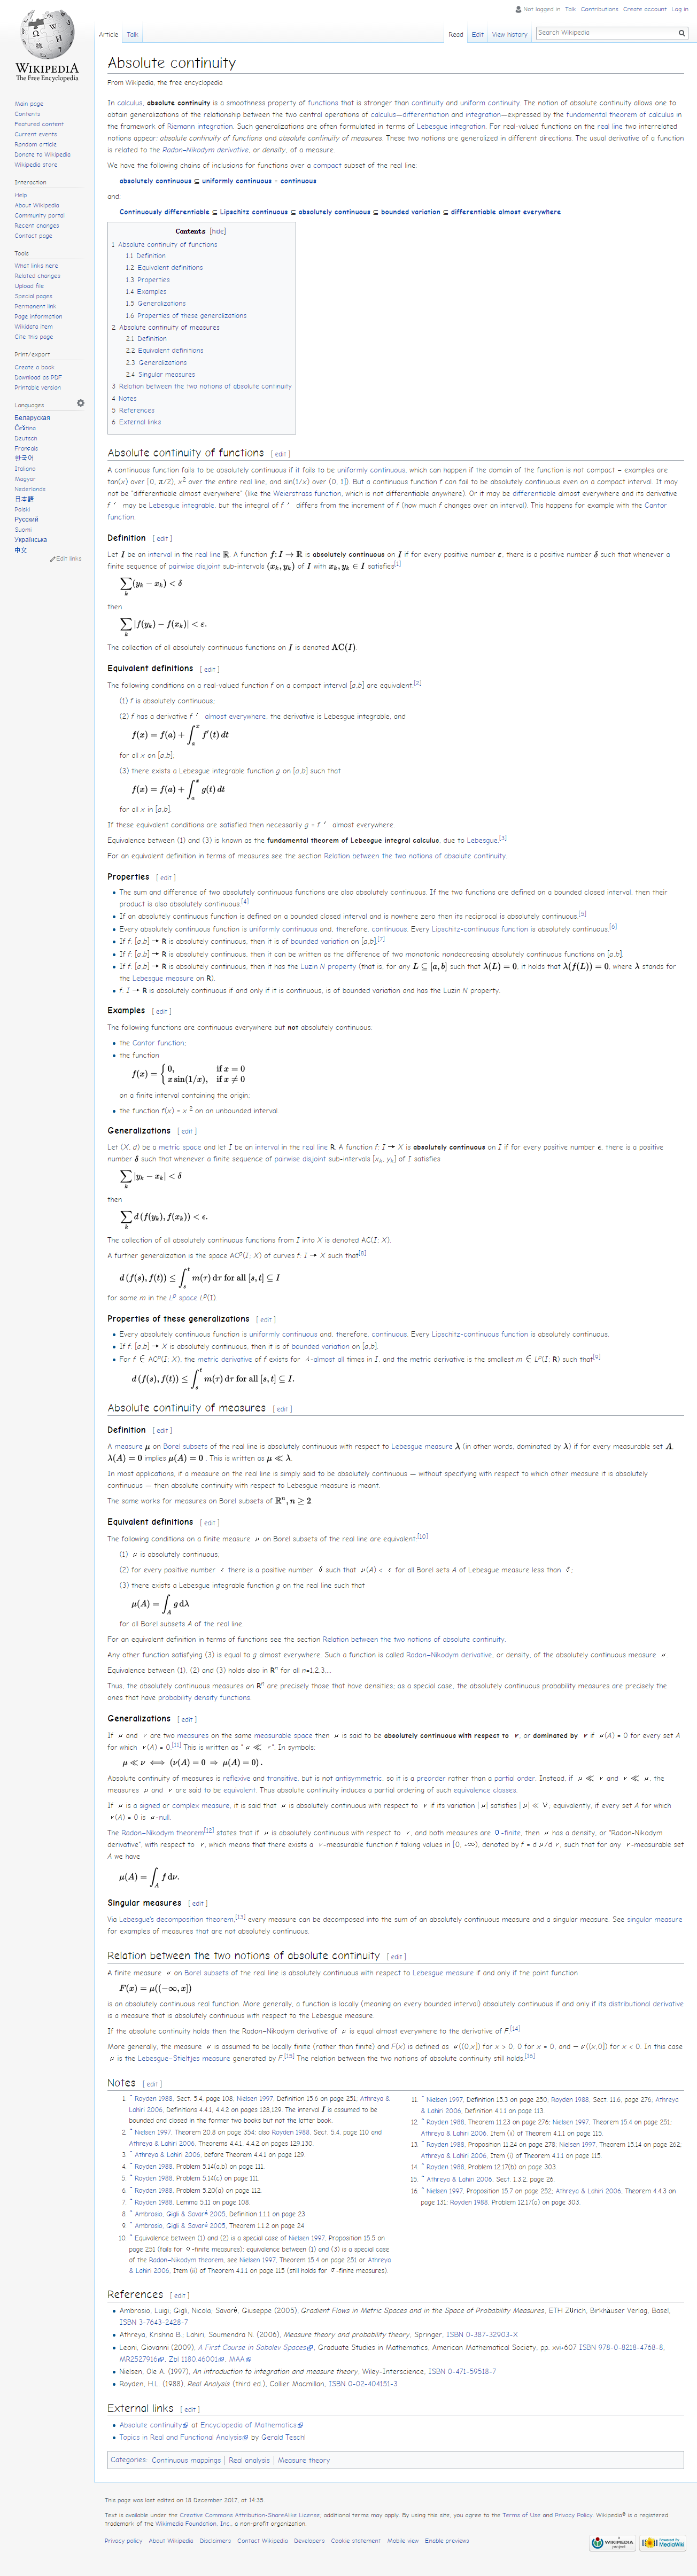 Not logged in Talk Contributions Create account Log in
Article Talk
Read Edit View history
Search Wikipedia
WIKIPEDIA
The Free Encyclopedia
Main page
Contents
Featured content
Current events
Random article
Donate to Wikipedia
Wikipedia store
Interaction
Help
About Wikipedia
Community portal
Recent changes
Contact page
Tools
What links here
Related changes
Upload file
Special pages
Permanent link
Page information
Wikidata item
Cite this page
Print/export
Create a book
Download as PDF
Printable version
Languages
Беларуская
Čeština
Deutsch
Français
한국어
Italiano
Magyar
Nederlands
日本語
Polski
Русский
Suomi
Українська
中文
Edit links
Absolute continuity
From Wikipedia, the free encyclopedia
In calculus, absolute continuity is a smoothness property of functions that is stronger than continuity and uniform continuity. The notion of absolute continuity allows one to
obtain generalizations of the relationship between the two central operations of calculus—differentiation and integration—expressed by the fundamental theorem of calculus in
the framework of Riemann integration. Such generalizations are often formulated in terms of Lebesgue integration. For real-valued functions on the real line two interrelated
notions appear, absolute continuity of functions and absolute continuity of measures. These two notions are generalized in different directions. The usual derivative of a function
is related to the Radon–Nikodym derivative, or density, of a measure.
We have the following chains of inclusions for functions over a compact subset of the real line:
absolutely continuous ⊆ uniformly continuous = continuous
and:
Continuously differentiable ⊆ Lipschitz continuous ⊆ absolutely continuous ⊆ bounded variation ⊆ differentiable almost everywhere
Contents [hide]
1 Absolute continuity of functions
1.1 Definition
1.2 Equivalent definitions
1.3 Properties
1.4 Examples
1.5 Generalizations
1.6 Properties of these generalizations
2 Absolute continuity of measures
2.1 Definition
2.2 Equivalent definitions
2.3 Generalizations
2.4 Singular measures
3 Relation between the two notions of absolute continuity
4 Notes
5 References
6 External links
Absolute continuity of functions [ edit ]
A continuous function fails to be absolutely continuous if it fails to be uniformly continuous, which can happen if the domain of the function is not compact – examples are
tan(x) over [0, π/2), x² over the entire real line, and sin(1/x) over (0, 1]. But a continuous function f can fail to be absolutely continuous even on a compact interval. It may
not be "differentiable almost everywhere" (like the Weierstrass function, which is not differentiable anywhere). Or it may be differentiable almost everywhere and its derivative
f ′ may be Lebesgue integrable, but the integral of f ′ differs from the increment of f (how much f changes over an interval). This happens for example with the Cantor
function.
Definition [ edit ]
Let I be an interval in the real line ℝ. A function f: I → ℝ is absolutely continuous on I if for every positive number ε, there is a positive number δ such that whenever a
finite sequence of pairwise disjoint sub-intervals (xₖ, yₖ) of I with xₖ, yₖ ∈ I satisfies[1]
∑ₖ (yₖ − xₖ) < δ
then
∑ₖ |f(yₖ) − f(xₖ)| < ε.
The collection of all absolutely continuous functions on I is denoted AC(I).
Equivalent definitions [ edit ]
The following conditions on a real-valued function f on a compact interval [a,b] are equivalent:[2]
(1) f is absolutely continuous;
(2) f has a derivative f ′ almost everywhere, the derivative is Lebesgue integrable, and
f(x) = f(a) + ∫ₐˣ f′(t) dt
for all x on [a,b];
(3) there exists a Lebesgue integrable function g on [a,b] such that
f(x) = f(a) + ∫ₐˣ g(t) dt
for all x in [a,b].
If these equivalent conditions are satisfied then necessarily g = f ′ almost everywhere.
Equivalence between (1) and (3) is known as the fundamental theorem of Lebesgue integral calculus, due to Lebesgue.[3]
For an equivalent definition in terms of measures see the section Relation between the two notions of absolute continuity.
Properties [ edit ]
The sum and difference of two absolutely continuous functions are also absolutely continuous. If the two functions are defined on a bounded closed interval, then their
product is also absolutely continuous.[4]
If an absolutely continuous function is defined on a bounded closed interval and is nowhere zero then its reciprocal is absolutely continuous.[5]
Every absolutely continuous function is uniformly continuous and, therefore, continuous. Every Lipschitz-continuous function is absolutely continuous.[6]
If f: [a,b] → R is absolutely continuous, then it is of bounded variation on [a,b].[7]
If f: [a,b] → R is absolutely continuous, then it can be written as the difference of two monotonic nondecreasing absolutely continuous functions on [a,b].
If f: [a,b] → R is absolutely continuous, then it has the Luzin N property (that is, for any L ⊆ [a, b] such that λ(L) = 0, it holds that λ(f(L)) = 0, where λ stands for
the Lebesgue measure on R).
f: I → R is absolutely continuous if and only if it is continuous, is of bounded variation and has the Luzin N property.
Examples [ edit ]
The following functions are continuous everywhere but not absolutely continuous:
the Cantor function;
the function
f(x) = { 0, if x = 0
x sin(1/x), if x ≠ 0
on a finite interval containing the origin;
the function f(x) = x ² on an unbounded interval.
Generalizations [ edit ]
Let (X, d) be a metric space and let I be an interval in the real line R. A function f: I → X is absolutely continuous on I if for every positive number ϵ, there is a positive
number δ such that whenever a finite sequence of pairwise disjoint sub-intervals [xₖ, yₖ] of I satisfies
∑ₖ |yₖ − xₖ| < δ
then
∑ₖ d (f(yₖ), f(xₖ)) < ϵ.
The collection of all absolutely continuous functions from I into X is denoted AC(I; X).
A further generalization is the space ACᵖ(I; X) of curves f: I → X such that[8]
d (f(s), f(t)) ≤ ∫ₛᵗ m(τ) dτ for all [s, t] ⊆ I
for some m in the Lᵖ space Lᵖ(I).
Properties of these generalizations [ edit ]
Every absolutely continuous function is uniformly continuous and, therefore, continuous. Every Lipschitz-continuous function is absolutely continuous.
If f: [a,b] → X is absolutely continuous, then it is of bounded variation on [a,b].
For f ∈ ACᵖ(I; X), the metric derivative of f exists for λ-almost all times in I, and the metric derivative is the smallest m ∈ Lᵖ(I; R) such that[9]
d (f(s), f(t)) ≤ ∫ₛᵗ m(τ) dτ for all [s, t] ⊆ I.
Absolute continuity of measures [ edit ]
Definition [ edit ]
A measure μ on Borel subsets of the real line is absolutely continuous with respect to Lebesgue measure λ (in other words, dominated by λ) if for every measurable set A,
λ(A) = 0 implies μ(A) = 0 . This is written as μ ≪ λ.
In most applications, if a measure on the real line is simply said to be absolutely continuous — without specifying with respect to which other measure it is absolutely
continuous — then absolute continuity with respect to Lebesgue measure is meant.
The same works for measures on Borel subsets of ℝⁿ, n ≥ 2.
Equivalent definitions [ edit ]
The following conditions on a finite measure μ on Borel subsets of the real line are equivalent:[10]
(1) μ is absolutely continuous;
(2) for every positive number ε there is a positive number δ such that μ(A) < ε for all Borel sets A of Lebesgue measure less than δ;
(3) there exists a Lebesgue integrable function g on the real line such that
μ(A) = ∫_A g dλ
for all Borel subsets A of the real line.
For an equivalent definition in terms of functions see the section Relation between the two notions of absolute continuity.
Any other function satisfying (3) is equal to g almost everywhere. Such a function is called Radon–Nikodym derivative, or density, of the absolutely continuous measure μ.
Equivalence between (1), (2) and (3) holds also in Rⁿ for all n=1,2,3,...
Thus, the absolutely continuous measures on Rⁿ are precisely those that have densities; as a special case, the absolutely continuous probability measures are precisely the
ones that have probability density functions.
Generalizations [ edit ]
If μ and ν are two measures on the same measurable space then μ is said to be absolutely continuous with respect to ν, or dominated by ν if μ(A) = 0 for every set A
for which ν(A) = 0.[11] This is written as " μ ≪ ν". In symbols:
μ ≪ ν ⟺ (ν(A) = 0 ⇒ μ(A) = 0) .
Absolute continuity of measures is reflexive and transitive, but is not antisymmetric, so it is a preorder rather than a partial order. Instead, if μ ≪ ν and ν ≪ μ, the
measures μ and ν are said to be equivalent. Thus absolute continuity induces a partial ordering of such equivalence classes.
If μ is a signed or complex measure, it is said that μ is absolutely continuous with respect to ν if its variation |μ| satisfies |μ| ≪ ν; equivalently, if every set A for which
ν(A) = 0 is μ-null.
The Radon–Nikodym theorem[12] states that if μ is absolutely continuous with respect to ν, and both measures are σ-finite, then μ has a density, or "Radon-Nikodym
derivative", with respect to ν, which means that there exists a ν-measurable function f taking values in [0, +∞), denoted by f = dμ/dν, such that for any ν-measurable set
A we have
μ(A) = ∫_A f dν.
Singular measures [ edit ]
Via Lebesgue's decomposition theorem,[13] every measure can be decomposed into the sum of an absolutely continuous measure and a singular measure. See singular measure
for examples of measures that are not absolutely continuous.
Relation between the two notions of absolute continuity [ edit ]
A finite measure μ on Borel subsets of the real line is absolutely continuous with respect to Lebesgue measure if and only if the point function
F(x) = μ((−∞, x])
is an absolutely continuous real function. More generally, a function is locally (meaning on every bounded interval) absolutely continuous if and only if its distributional derivative
is a measure that is absolutely continuous with respect to the Lebesgue measure.
If the absolute continuity holds then the Radon–Nikodym derivative of μ is equal almost everywhere to the derivative of F.[14]
More generally, the measure μ is assumed to be locally finite (rather than finite) and F(x) is defined as μ((0,x]) for x > 0, 0 for x = 0, and −μ((x,0]) for x < 0. In this case
μ is the Lebesgue–Stieltjes measure generated by F.[15] The relation between the two notions of absolute continuity still holds.[16]
Notes [ edit ]
1. ^ Royden 1988, Sect. 5.4, page 108; Nielsen 1997, Definition 15.6 on page 251; Athreya &
Lahiri 2006, Definitions 4.4.1, 4.4.2 on pages 128,129. The interval I is assumed to be
bounded and closed in the former two books but not the latter book.
2. ^ Nielsen 1997, Theorem 20.8 on page 354; also Royden 1988, Sect. 5.4, page 110 and
Athreya & Lahiri 2006, Theorems 4.4.1, 4.4.2 on pages 129,130.
3. ^ Athreya & Lahiri 2006, before Theorem 4.4.1 on page 129.
4. ^ Royden 1988, Problem 5.14(a,b) on page 111.
5. ^ Royden 1988, Problem 5.14(c) on page 111.
6. ^ Royden 1988, Problem 5.20(a) on page 112.
7. ^ Royden 1988, Lemma 5.11 on page 108.
8. ^ Ambrosio, Gigli & Savaré 2005, Definition 1.1.1 on page 23
9. ^ Ambrosio, Gigli & Savaré 2005, Theorem 1.1.2 on page 24
10. ^ Equivalence between (1) and (2) is a special case of Nielsen 1997, Proposition 15.5 on
page 251 (fails for σ-finite measures); equivalence between (1) and (3) is a special case
of the Radon–Nikodym theorem, see Nielsen 1997, Theorem 15.4 on page 251 or Athreya
& Lahiri 2006, Item (ii) of Theorem 4.1.1 on page 115 (still holds for σ-finite measures).
11. ^ Nielsen 1997, Definition 15.3 on page 250; Royden 1988, Sect. 11.6, page 276; Athreya
& Lahiri 2006, Definition 4.1.1 on page 113.
12. ^ Royden 1988, Theorem 11.23 on page 276; Nielsen 1997, Theorem 15.4 on page 251;
Athreya & Lahiri 2006, Item (ii) of Theorem 4.1.1 on page 115.
13. ^ Royden 1988, Proposition 11.24 on page 278; Nielsen 1997, Theorem 15.14 on page 262;
Athreya & Lahiri 2006, Item (i) of Theorem 4.1.1 on page 115.
14. ^ Royden 1988, Problem 12.17(b) on page 303.
15. ^ Athreya & Lahiri 2006, Sect. 1.3.2, page 26.
16. ^ Nielsen 1997, Proposition 15.7 on page 252; Athreya & Lahiri 2006, Theorem 4.4.3 on
page 131; Royden 1988, Problem 12.17(a) on page 303.
References [ edit ]
Ambrosio, Luigi; Gigli, Nicola; Savaré, Giuseppe (2005), Gradient Flows in Metric Spaces and in the Space of Probability Measures, ETH Zürich, Birkhäuser Verlag, Basel,
ISBN 3-7643-2428-7
Athreya, Krishna B.; Lahiri, Soumendra N. (2006), Measure theory and probability theory, Springer, ISBN 0-387-32903-X
Leoni, Giovanni (2009), A First Course in Sobolev Spaces, Graduate Studies in Mathematics, American Mathematical Society, pp. xvi+607 ISBN 978-0-8218-4768-8,
MR2527916, Zbl 1180.46001, MAA
Nielsen, Ole A. (1997), An introduction to integration and measure theory, Wiley-Interscience, ISBN 0-471-59518-7
Royden, H.L. (1988), Real Analysis (third ed.), Collier Macmillan, ISBN 0-02-404151-3
External links [ edit ]
Absolute continuity at Encyclopedia of Mathematics
Topics in Real and Functional Analysis by Gerald Teschl
Categories: Continuous mappings | Real analysis | Measure theory
This page was last edited on 18 December 2017, at 14:35.
Text is available under the Creative Commons Attribution-ShareAlike License; additional terms may apply. By using this site, you agree to the Terms of Use and Privacy Policy. Wikipedia® is a registered
trademark of the Wikimedia Foundation, Inc., a non-profit organization.
Privacy policy About Wikipedia Disclaimers Contact Wikipedia Developers Cookie statement Mobile view Enable previews
A WIKIMEDIA project
Powered By MediaWiki